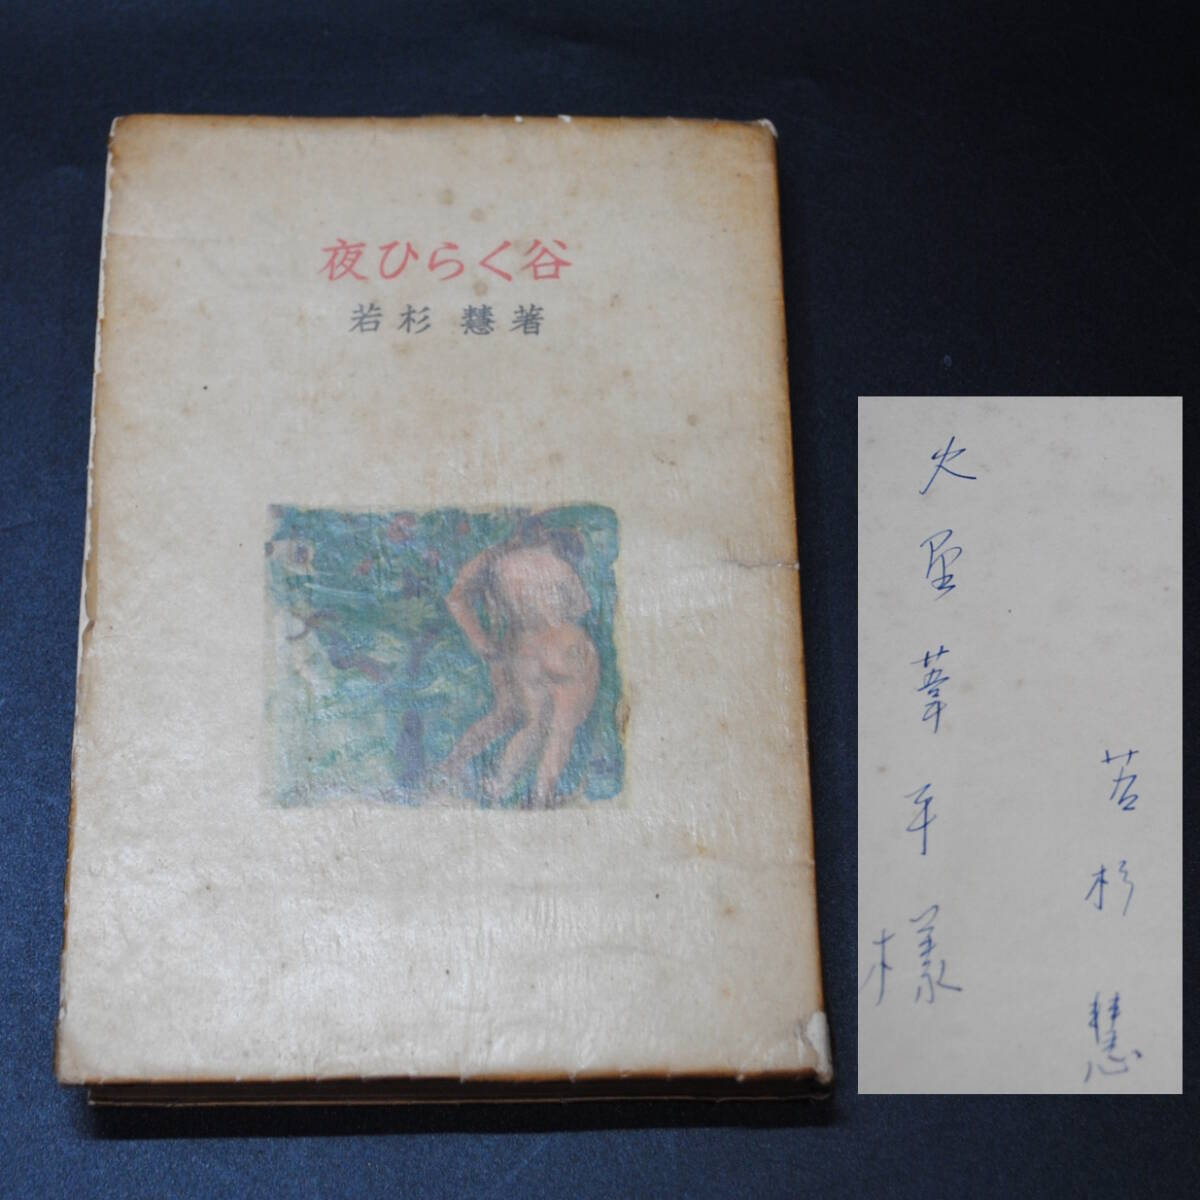 夜ひらく谷
若杉 慧著
火野葦平様
若杉慧